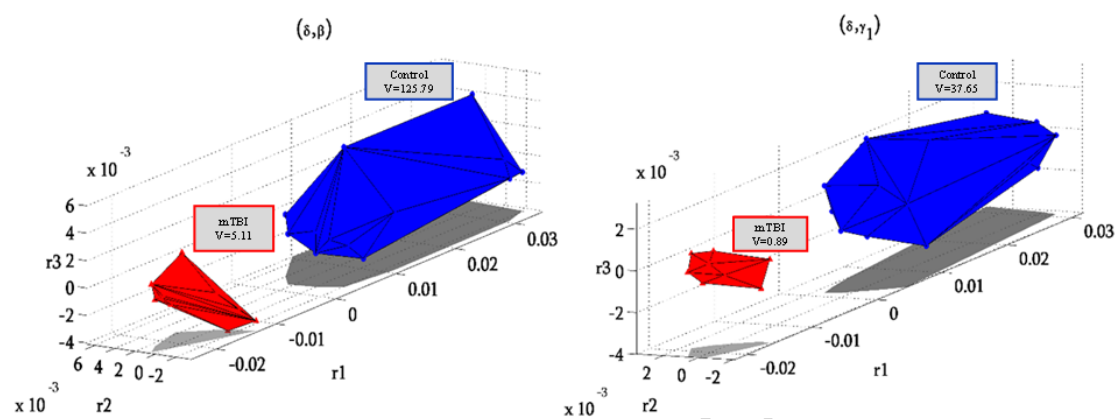 (δ,β)
Control
V=125.79
x 10⁻³
6
4
r3 2
0
-2
-4
mTBI
V=5.11
6 4 2 0 -2
x 10⁻³
r2
-0.02
-0.01
0
0.01
0.02
0.03
r1
(δ,γ₁)
Control
V=37.65
x 10⁻³
2
r3 0
-2
-4
mTBI
V=0.89
2 0 -2
x 10⁻³
r2
-0.02
-0.01
0
0.01
0.02
0.03
r1